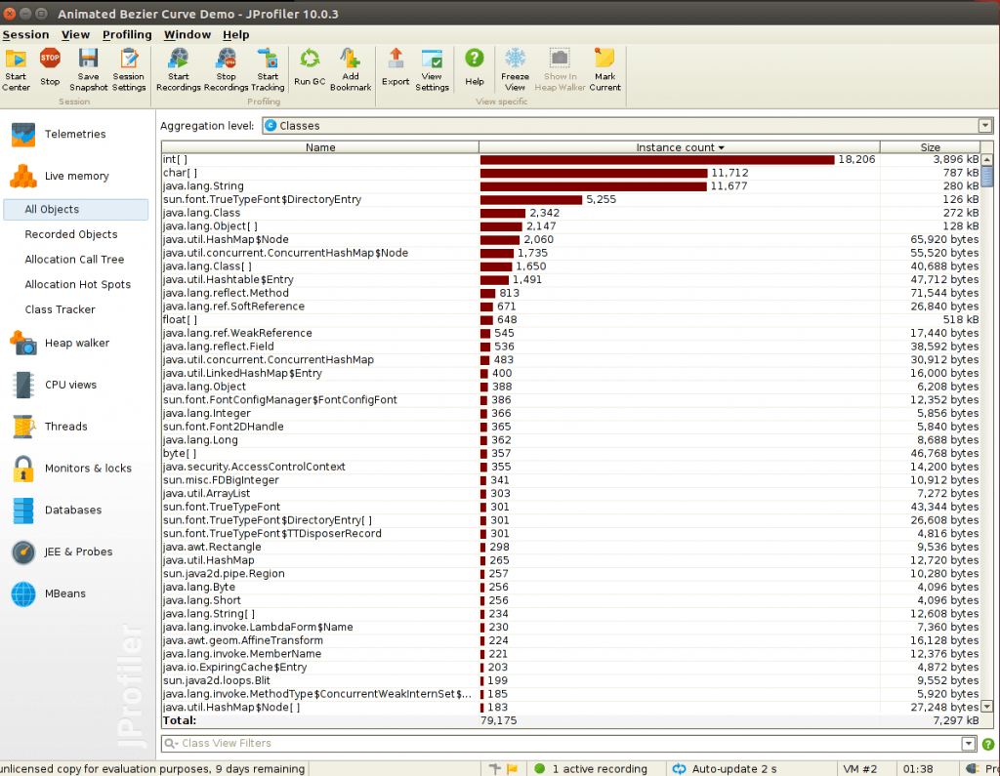 Animated Bezier Curve Demo - JProfiler 10.0.3
Session View Profiling Window Help
Start Center
Stop
Save Snapshot
Session Settings
Start Recordings
Stop Recordings
Start Tracking
Run GC
Add Bookmark
Export
View Settings
Help
Freeze View
Show In Heap Walker
Mark Current
Session
Profiling
View specific
Telemetries
Live memory
All Objects
Recorded Objects
Allocation Call Tree
Allocation Hot Spots
Class Tracker
Heap walker
CPU views
Threads
Monitors & locks
Databases
JEE & Probes
MBeans
JProfiler
Aggregation level: Classes
Name Instance count Size
int[ ] 18,206 3,896 kB
char[ ] 11,712 787 kB
java.lang.String 11,677 280 kB
sun.font.TrueTypeFont$DirectoryEntry 5,255 126 kB
java.lang.Class 2,342 272 kB
java.lang.Object[ ] 2,147 128 kB
java.util.HashMap$Node 2,060 65,920 bytes
java.util.concurrent.ConcurrentHashMap$Node 1,735 55,520 bytes
java.lang.Class[ ] 1,650 40,688 bytes
java.util.Hashtable$Entry 1,491 47,712 bytes
java.lang.reflect.Method 813 71,544 bytes
java.lang.ref.SoftReference 671 26,840 bytes
float[ ] 648 518 kB
java.lang.ref.WeakReference 545 17,440 bytes
java.lang.reflect.Field 536 38,592 bytes
java.util.concurrent.ConcurrentHashMap 483 30,912 bytes
java.util.LinkedHashMap$Entry 400 16,000 bytes
java.lang.Object 388 6,208 bytes
sun.font.FontConfigManager$FontConfigFont 386 12,352 bytes
java.lang.Integer 366 5,856 bytes
sun.font.Font2DHandle 365 5,840 bytes
java.lang.Long 362 8,688 bytes
byte[ ] 357 46,768 bytes
java.security.AccessControlContext 355 14,200 bytes
sun.misc.FDBigInteger 341 10,912 bytes
java.util.ArrayList 303 7,272 bytes
sun.font.TrueTypeFont 301 43,344 bytes
sun.font.TrueTypeFont$DirectoryEntry[ ] 301 26,608 bytes
sun.font.TrueTypeFont$TTDisposerRecord 301 4,816 bytes
java.awt.Rectangle 298 9,536 bytes
java.util.HashMap 265 12,720 bytes
sun.java2d.pipe.Region 257 10,280 bytes
java.lang.Byte 256 4,096 bytes
java.lang.Short 256 4,096 bytes
java.lang.String[ ] 234 12,608 bytes
java.lang.invoke.LambdaForm$Name 230 7,360 bytes
java.awt.geom.AffineTransform 224 16,128 bytes
java.lang.invoke.MemberName 221 12,376 bytes
java.io.ExpiringCache$Entry 203 4,872 bytes
sun.java2d.loops.Blit 199 9,552 bytes
java.lang.invoke.MethodType$ConcurrentWeakInternSet$... 185 5,920 bytes
java.util.HashMap$Node[ ] 183 27,248 bytes
Total: 79,175 7,297 kB
Class View Filters
unlicensed copy for evaluation purposes, 9 days remaining 1 active recording Auto-update 2 s VM #2 01:38 Pro